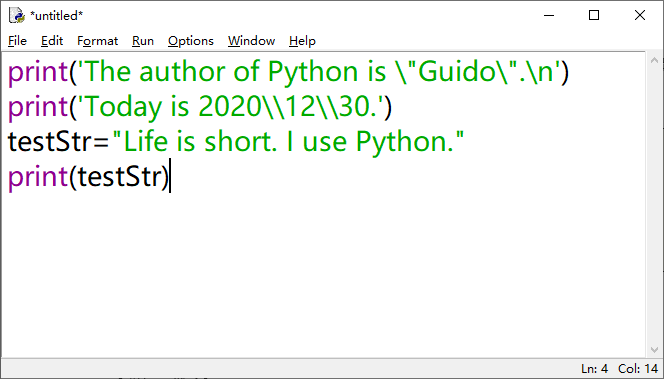 *untitled*
File Edit Format Run Options Window Help
print('The author of Python is \"Guido\".\n')
print('Today is 2020\\12\\30.')
testStr="Life is short. I use Python."
print(testStr)
Ln: 4 Col: 14